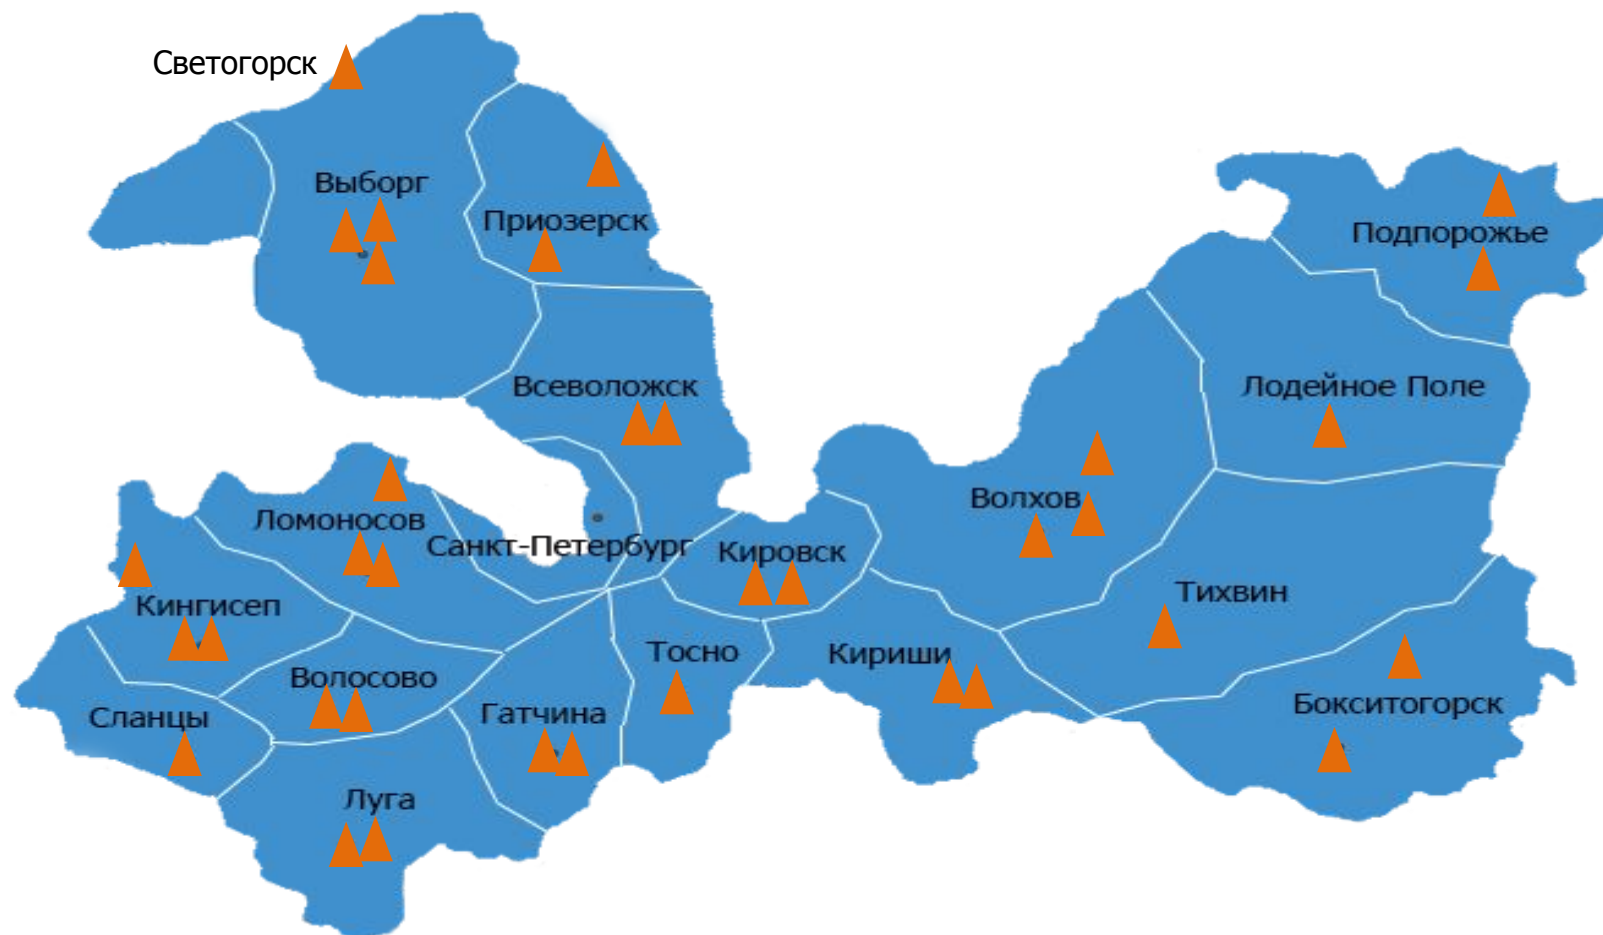 Светогорск
Выборг
Приозерск
Подпорожье
Всеволожск
Лодейное Поле
Волхов
Ломоносов
Санкт-Петербург
Кировск
Тихвин
Кингисеп
Тосно
Кириши
Волосово
Бокситогорск
Сланцы
Гатчина
Луга